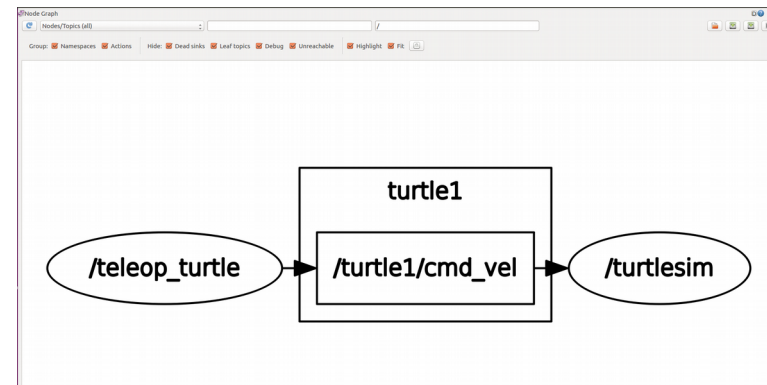 Node Graph
Nodes/Topics (all) /
Group: Namespaces Actions Hide: Dead sinks Leaf topics Debug Unreachable Highlight Fit
turtle1
/teleop_turtle /turtle1/cmd_vel /turtlesim